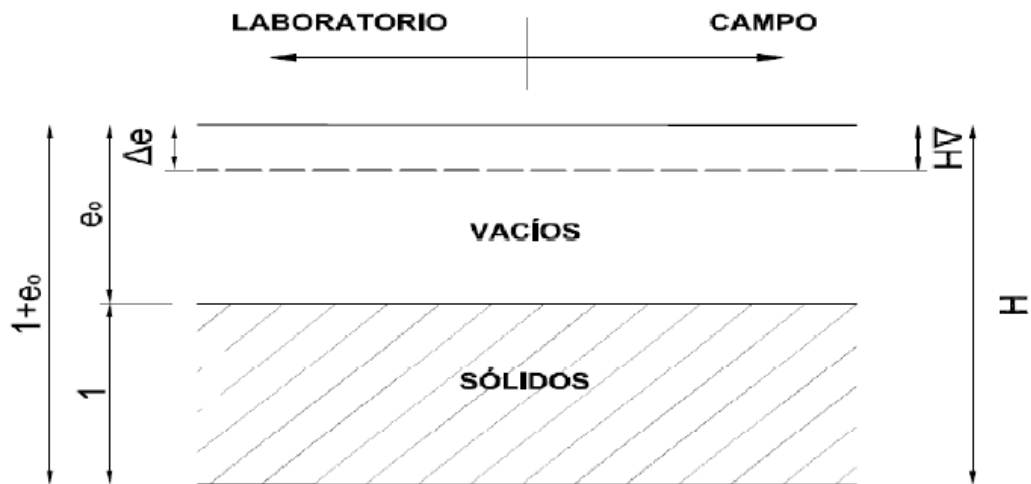 LABORATORIO
CAMPO
Δe
e₀
1+e₀
1
VACÍOS
SÓLIDOS
ΔH
H